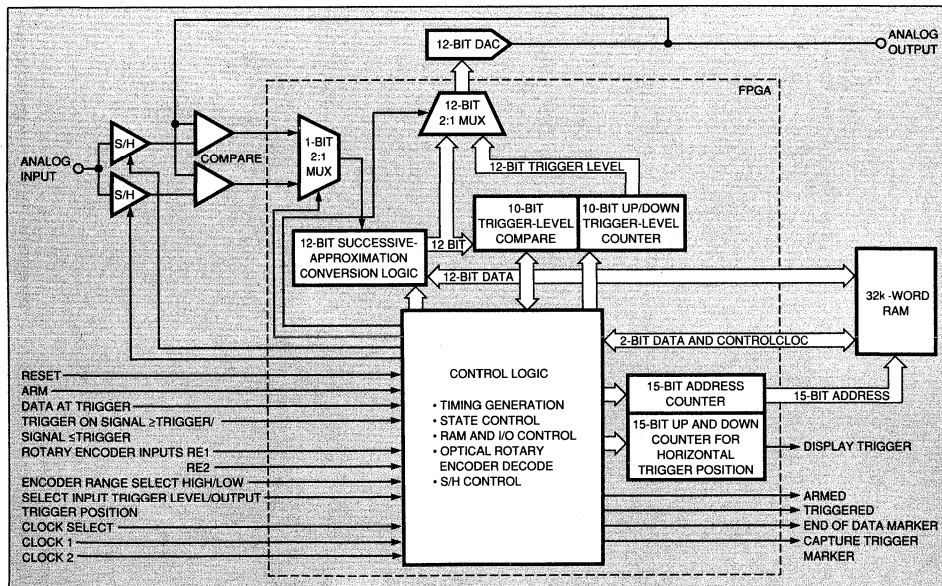 12-BIT DAC
ANALOG
OUTPUT
FPGA
12-BIT
2:1 MUX
S/H
S/H
COMPARE
1-BIT
2:1
MUX
ANALOG
INPUT
12-BIT TRIGGER LEVEL
10-BIT
TRIGGER-LEVEL
COMPARE
10-BIT UP/DOWN
TRIGGER-LEVEL
COUNTER
12-BIT SUCCESSIVE-
APPROXIMATION
CONVERSION LOGIC
12 BIT
12-BIT DATA
32k -WORD
RAM
2-BIT DATA AND CONTROLCLOC
CONTROL LOGIC
• TIMING GENERATION
• STATE CONTROL
• RAM AND I/O CONTROL
• OPTICAL ROTARY
ENCODER DECODE
• S/H CONTROL
15-BIT ADDRESS
COUNTER
15-BIT ADDRESS
15-BIT UP AND DOWN
COUNTER FOR
HORIZONTAL
TRIGGER POSITION
DISPLAY TRIGGER
RESET
ARM
DATA AT TRIGGER
TRIGGER ON SIGNAL ≥TRIGGER/
SIGNAL ≤TRIGGER
ROTARY ENCODER INPUTS RE1
RE2
ENCODER RANGE SELECT HIGH/LOW
SELECT INPUT TRIGGER LEVEL/OUTPUT
TRIGGER POSITION
CLOCK SELECT
CLOCK 1
CLOCK 2
ARMED
TRIGGERED
END OF DATA MARKER
CAPTURE TRIGGER
MARKER